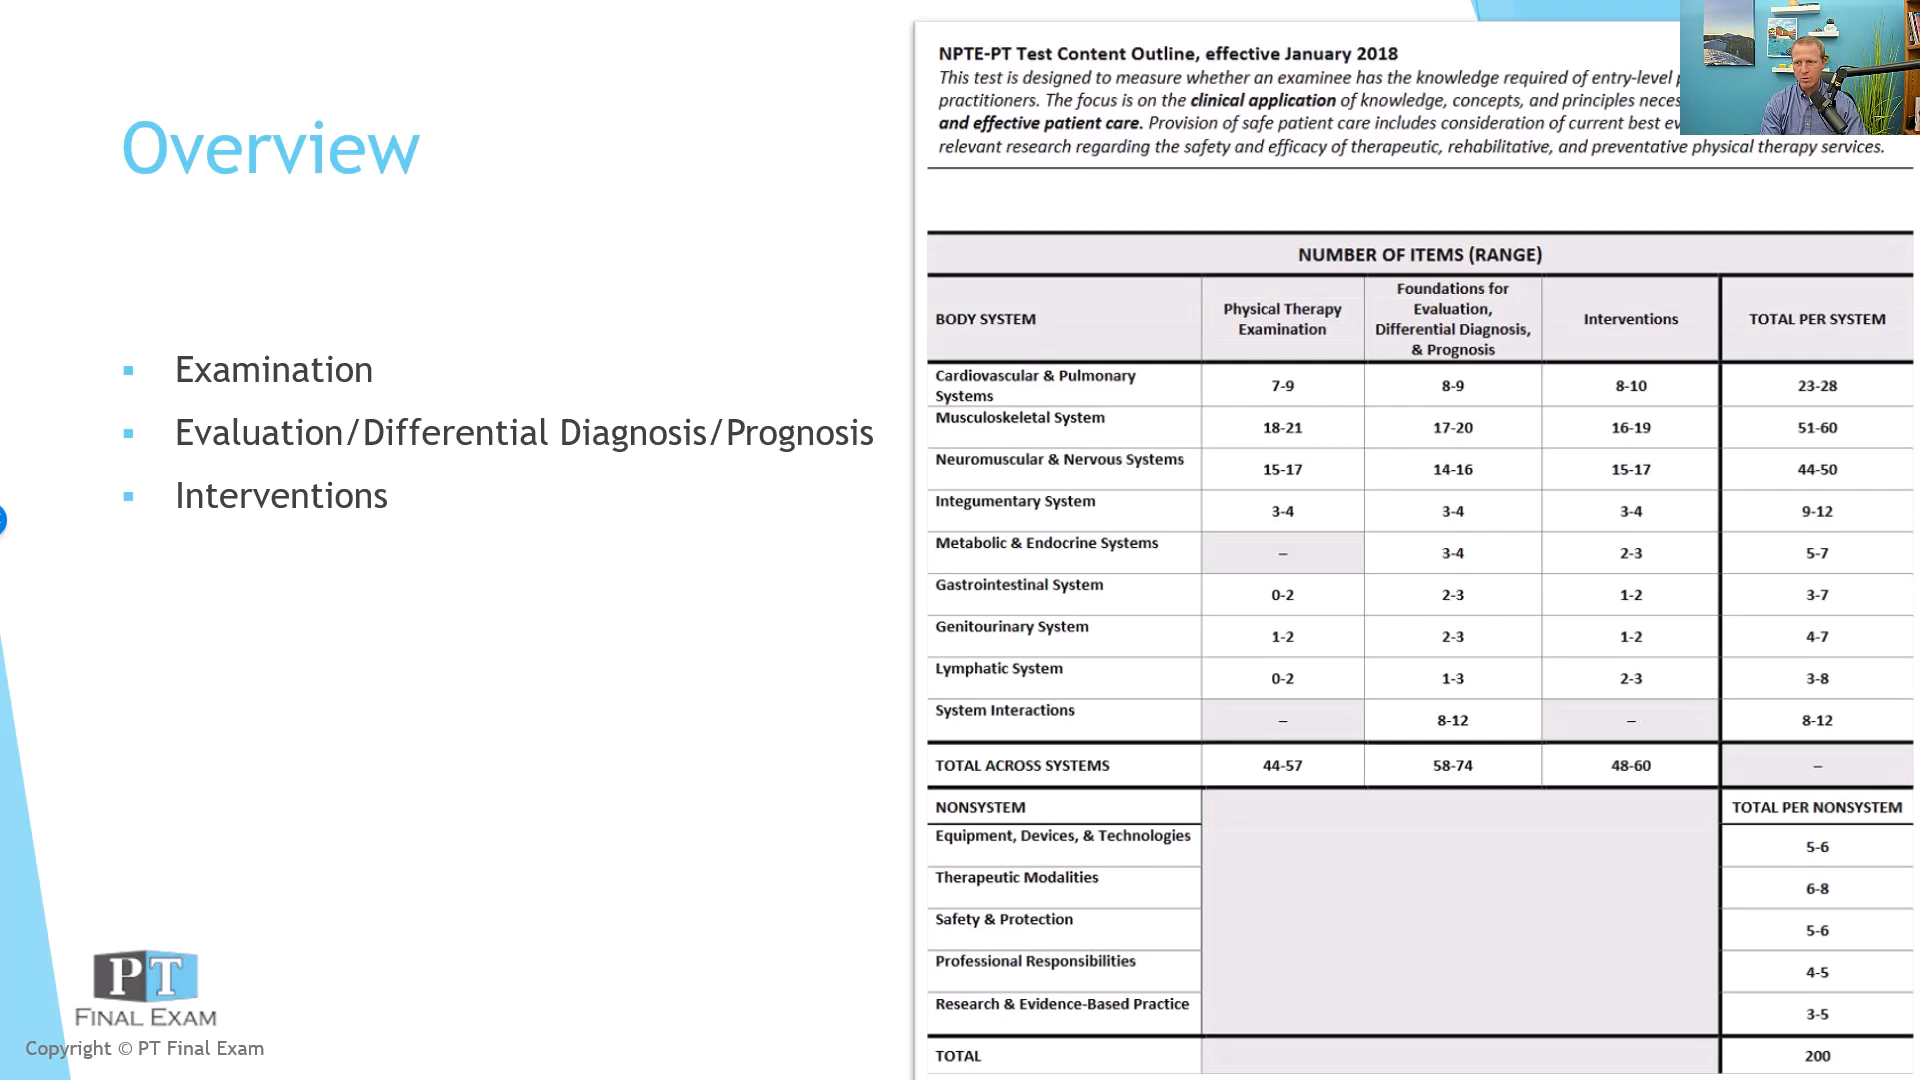 Overview
Examination
Evaluation/Differential Diagnosis/Prognosis
Interventions
PT
FINAL EXAM
Copyright © PT Final Exam
NPTE-PT Test Content Outline, effective January 2018
This test is designed to measure whether an examinee has the knowledge required of entry-level
practitioners. The focus is on the clinical application of knowledge, concepts, and principles
and effective patient care. Provision of safe patient care includes consideration of current best
relevant research regarding the safety and efficacy of therapeutic, rehabilitative, and preventative physical therapy services.
NUMBER OF ITEMS (RANGE)
BODY SYSTEM
Physical Therapy
Examination
Foundations for
Evaluation,
Differential Diagnosis,
& Prognosis
Interventions
TOTAL PER SYSTEM
Cardiovascular & Pulmonary
Systems
7-9 8-9 8-10 23-28
Musculoskeletal System
18-21 17-20 16-19 51-60
Neuromuscular & Nervous Systems
15-17 14-16 15-17 44-50
Integumentary System
3-4 3-4 3-4 9-12
Metabolic & Endocrine Systems
– 3-4 2-3 5-7
Gastrointestinal System
0-2 2-3 1-2 3-7
Genitourinary System
1-2 2-3 1-2 4-7
Lymphatic System
0-2 1-3 2-3 3-8
System Interactions
– 8-12 – 8-12
TOTAL ACROSS SYSTEMS 44-57 58-74 48-60 –
NONSYSTEM TOTAL PER NONSYSTEM
Equipment, Devices, & Technologies
5-6
Therapeutic Modalities
6-8
Safety & Protection
5-6
Professional Responsibilities
4-5
Research & Evidence-Based Practice
3-5
TOTAL 200